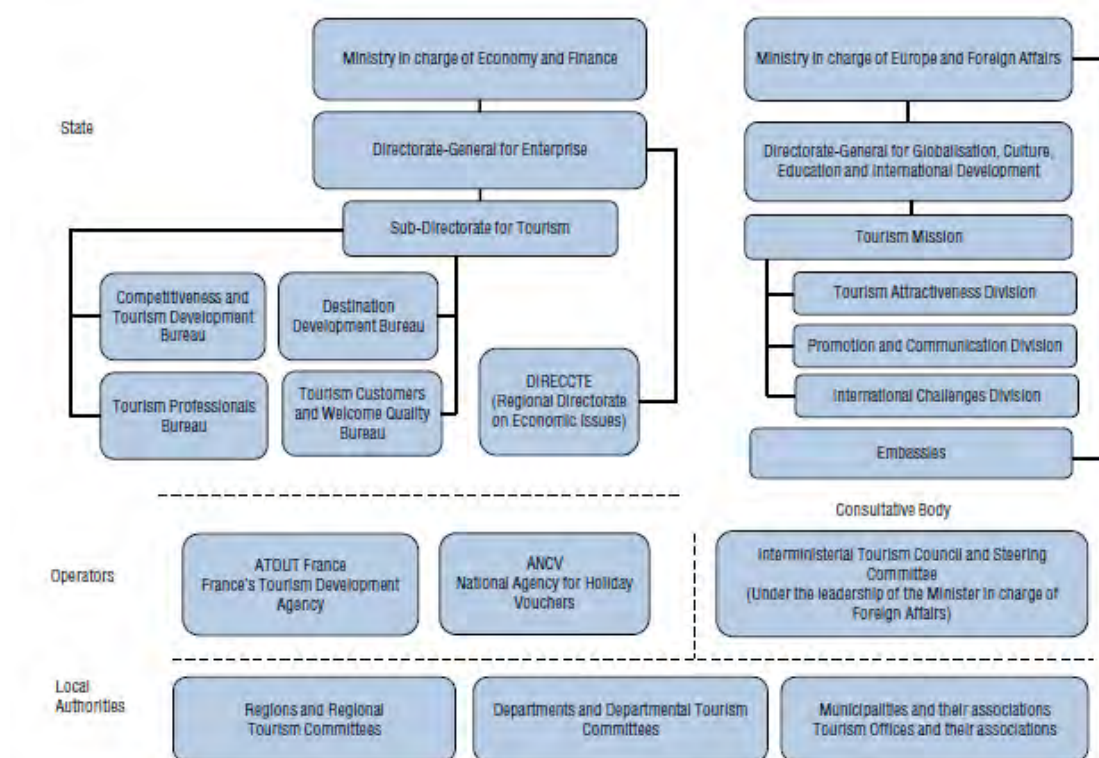 Ministry in charge of Economy and Finance
Ministry in charge of Europe and Foreign Affairs
State
Directorate-General for Enterprise
Directorate-General for Globalisation, Culture,
Education and International Development
Sub-Directorate for Tourism
Tourism Mission
Competitiveness and
Tourism Development
Bureau
Destination
Development Bureau
Tourism Attractiveness Division
Promotion and Communication Division
Tourism Professionals
Bureau
Tourism Customers
and Welcome Quality
Bureau
DIRECCTE
(Regional Directorate
on Economic Issues)
International Challenges Division
Embassies
Consultative Body
Operators
ATOUT France
France's Tourism Development
Agency
ANCV
National Agency for Holiday
Vouchers
Interministerial Tourism Council and Steering
Committee
(Under the leadership of the Minister in charge of
Foreign Affairs)
Local
Authorities
Regions and Regional
Tourism Committees
Departments and Departmental Tourism
Committees
Municipalities and their associations
Tourism Offices and their associations